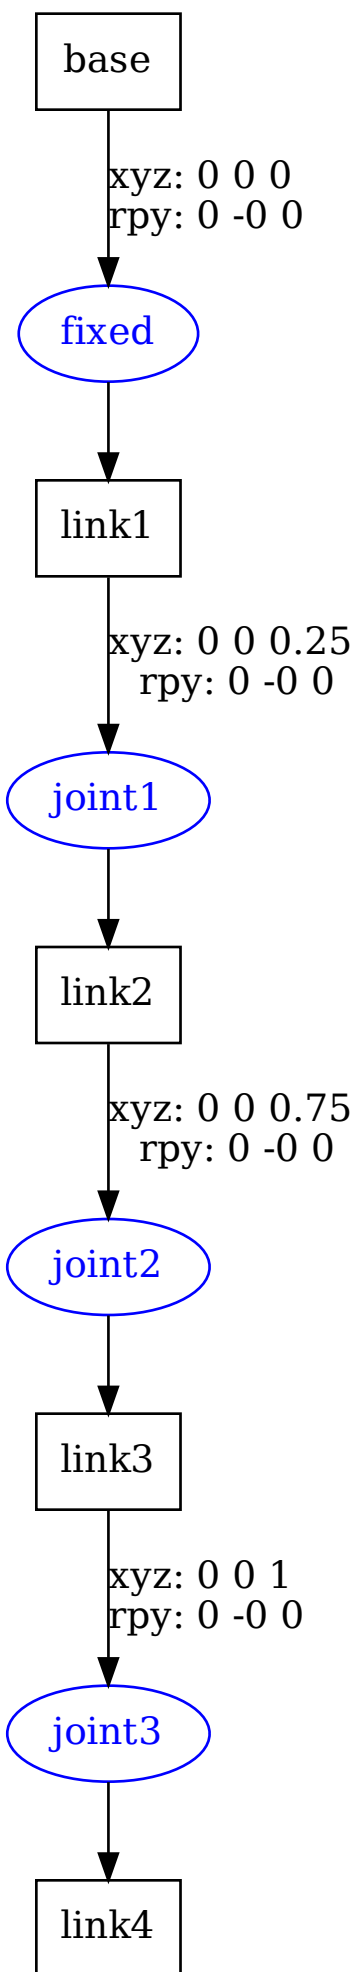 base
xyz: 0 0 0
rpy: 0 -0 0
fixed
link1
xyz: 0 0 0.25
rpy: 0 -0 0
joint1
link2
xyz: 0 0 0.75
rpy: 0 -0 0
joint2
link3
xyz: 0 0 1
rpy: 0 -0 0
joint3
link4